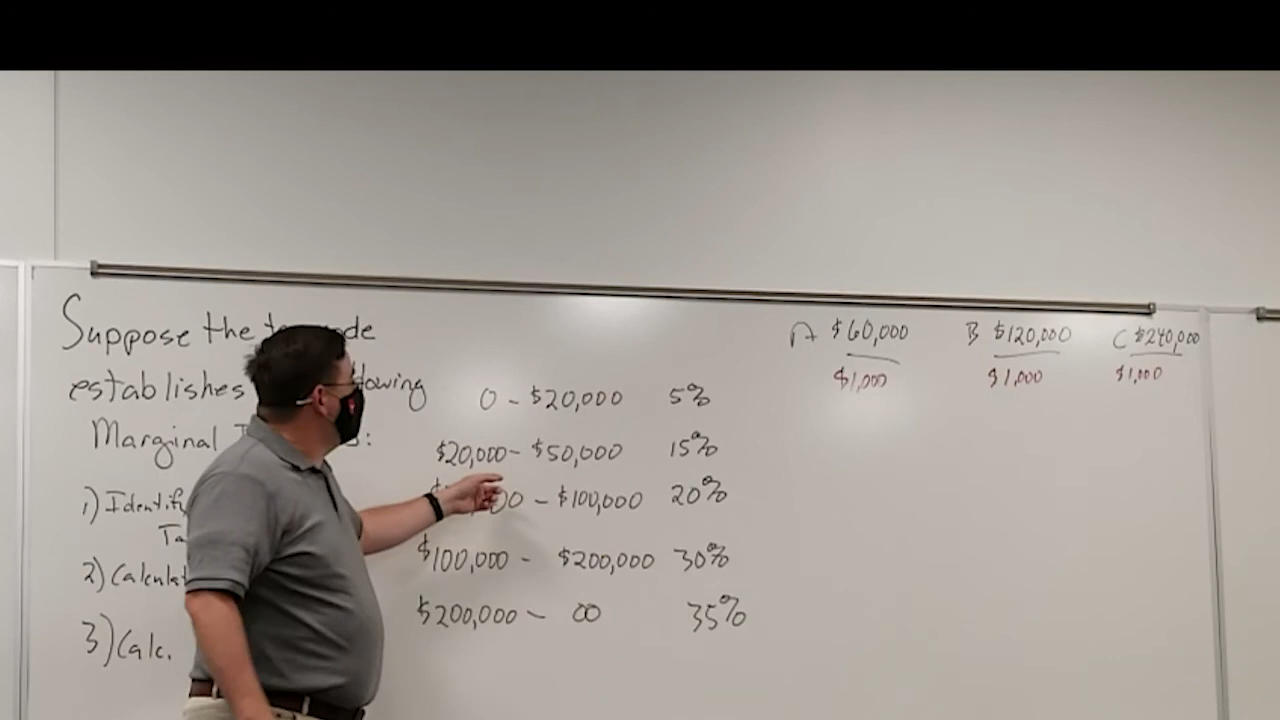 Suppose the
establishes
Marginal
1) Identify
2) Calculat
3) Calc.
0 - $20,000 5%
$20,000 - $50,000 15%
- $100,000 20%
$100,000 - $200,000 30%
$200,000 - ∞ 35%
A $60,000 B $120,000 C $240,000
$1,000 $1,000 $1,000